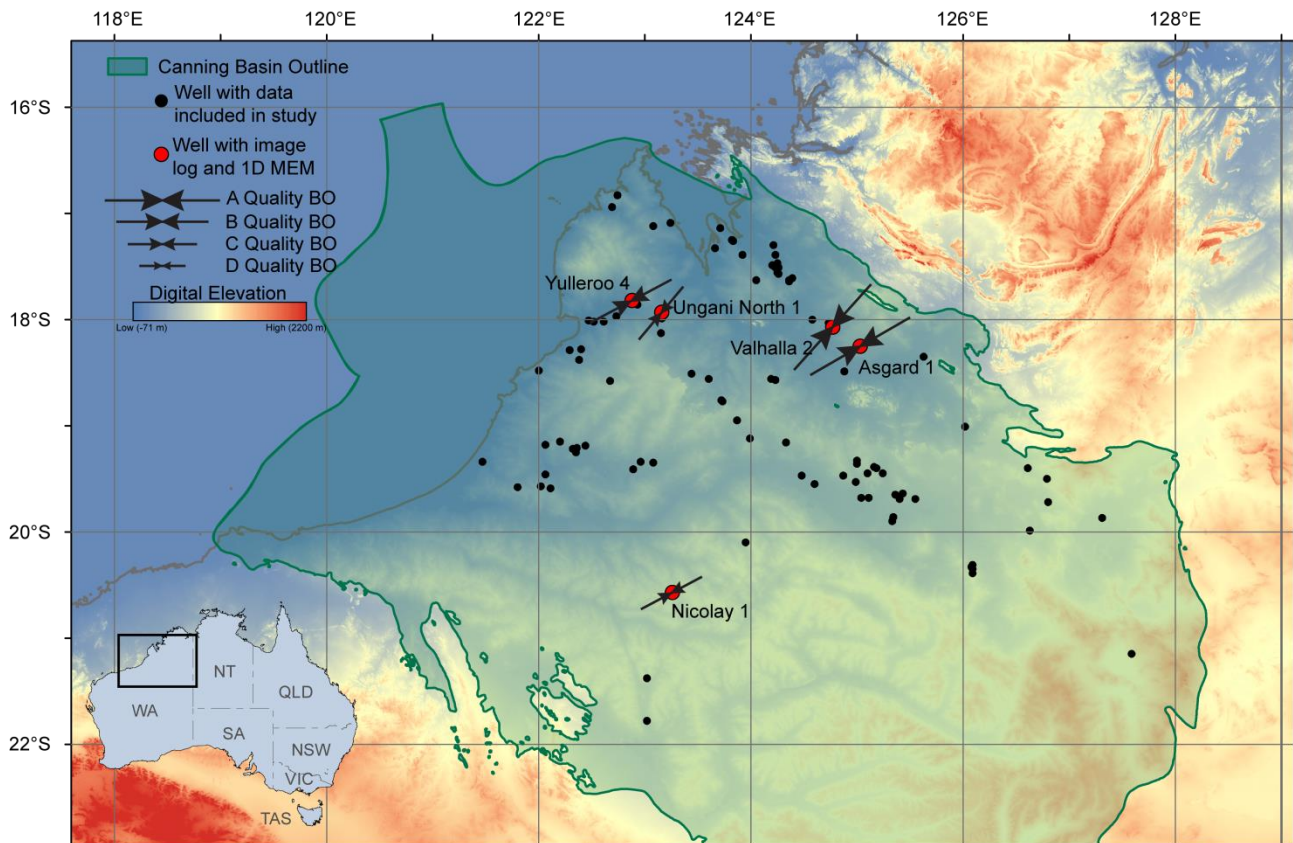 118°E 120°E 122°E 124°E 126°E 128°E
Canning Basin Outline
16°S
Well with data
included in study
Well with image
log and 1D MEM
A Quality BO
B Quality BO
C Quality BO
D Quality BO
Digital Elevation
Low (-71 m) High (2200 m)
Yulleroo 4
Ungani North 1
18°S
Valhalla 2
Asgard 1
20°S
Nicolay 1
NT
QLD
WA
SA
NSW
22°S
VIC
TAS